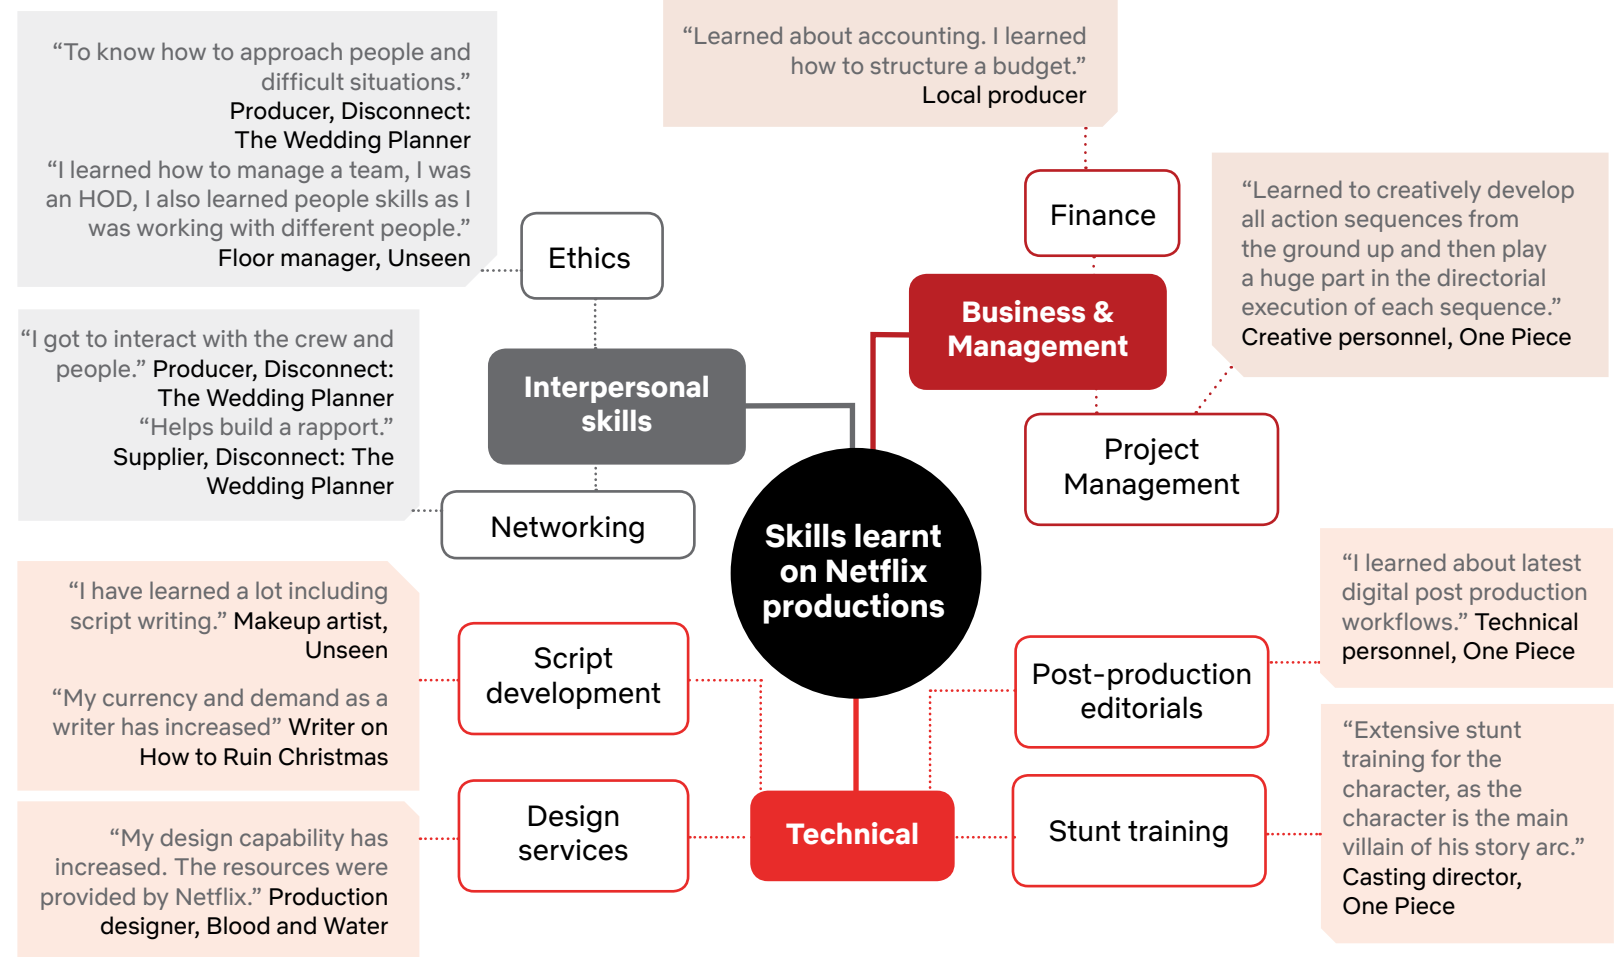 “To know how to approach people and
difficult situations.”
Producer, Disconnect:
The Wedding Planner
“I learned how to manage a team, I was
an HOD, I also learned people skills as I
was working with different people.”
Floor manager, Unseen
Ethics
“I got to interact with the crew and
people.” Producer, Disconnect:
The Wedding Planner
“Helps build a rapport.”
Supplier, Disconnect: The
Wedding Planner
Interpersonal
skills
Networking
“Learned about accounting. I learned
how to structure a budget.”
Local producer
Finance
Business &
Management
“Learned to creatively develop
all action sequences from
the ground up and then play
a huge part in the directorial
execution of each sequence.”
Creative personnel, One Piece
Project
Management
Skills learnt
on Netflix
productions
“I have learned a lot including
script writing.” Makeup artist,
Unseen
“My currency and demand as a
writer has increased” Writer on
How to Ruin Christmas
Script
development
“My design capability has
increased. The resources were
provided by Netflix.” Production
designer, Blood and Water
Design
services
Technical
Post-production
editorials
“I learned about latest
digital post production
workflows.” Technical
personnel, One Piece
Stunt training
“Extensive stunt
training for the
character, as the
character is the main
villain of his story arc.”
Casting director,
One Piece